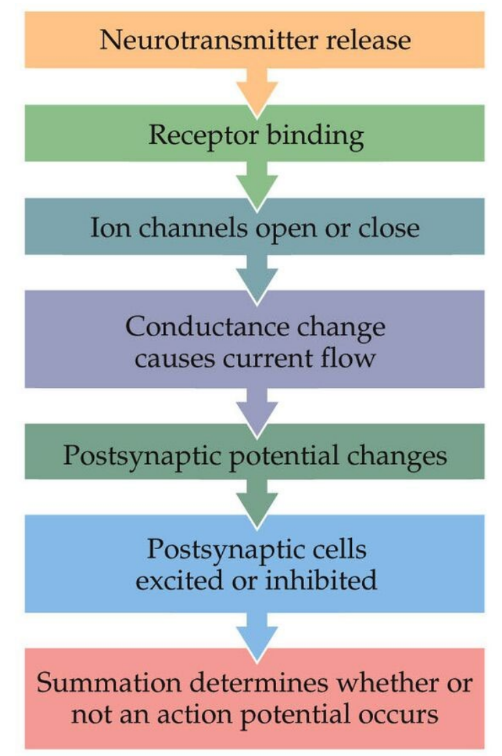 Neurotransmitter release
Receptor binding
Ion channels open or close
Conductance change
causes current flow
Postsynaptic potential changes
Postsynaptic cells
excited or inhibited
Summation determines whether or
not an action potential occurs